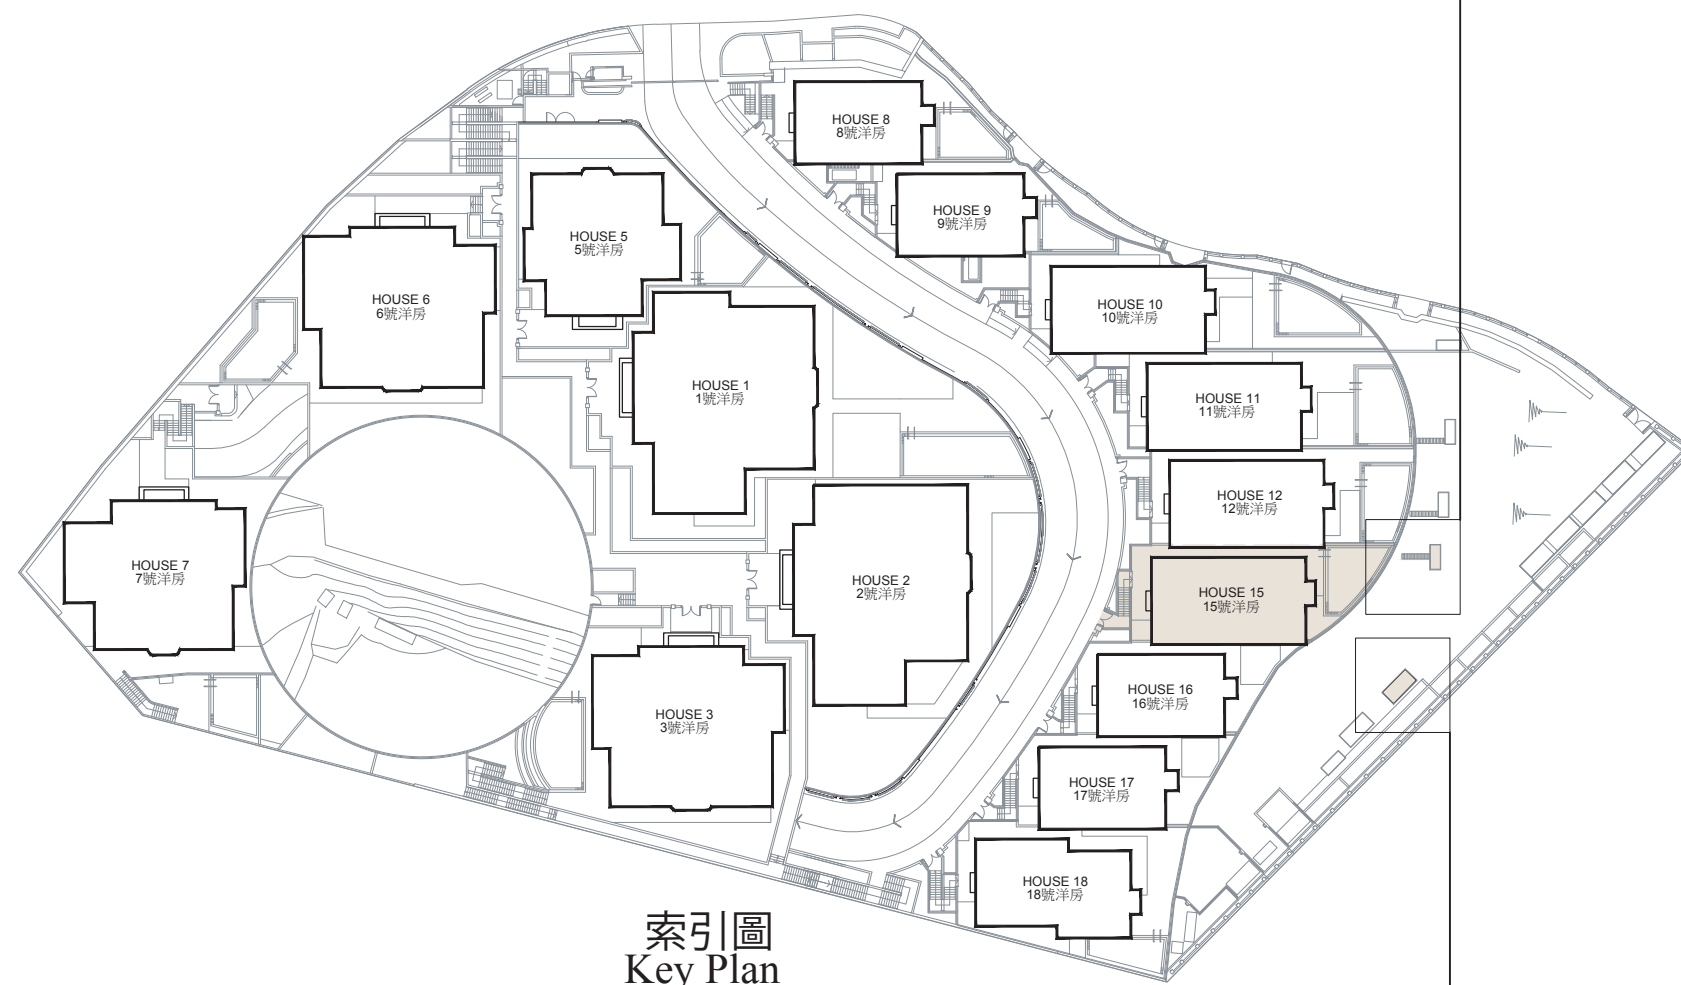 HOUSE 8
8號洋房
HOUSE 9
9號洋房
HOUSE 5
5號洋房
HOUSE 6
6號洋房
HOUSE 10
10號洋房
HOUSE 1
1號洋房
HOUSE 11
11號洋房
HOUSE 12
12號洋房
HOUSE 7
7號洋房
HOUSE 2
2號洋房
HOUSE 15
15號洋房
HOUSE 16
16號洋房
HOUSE 3
3號洋房
HOUSE 17
17號洋房
HOUSE 18
18號洋房
索引圖
Key Plan